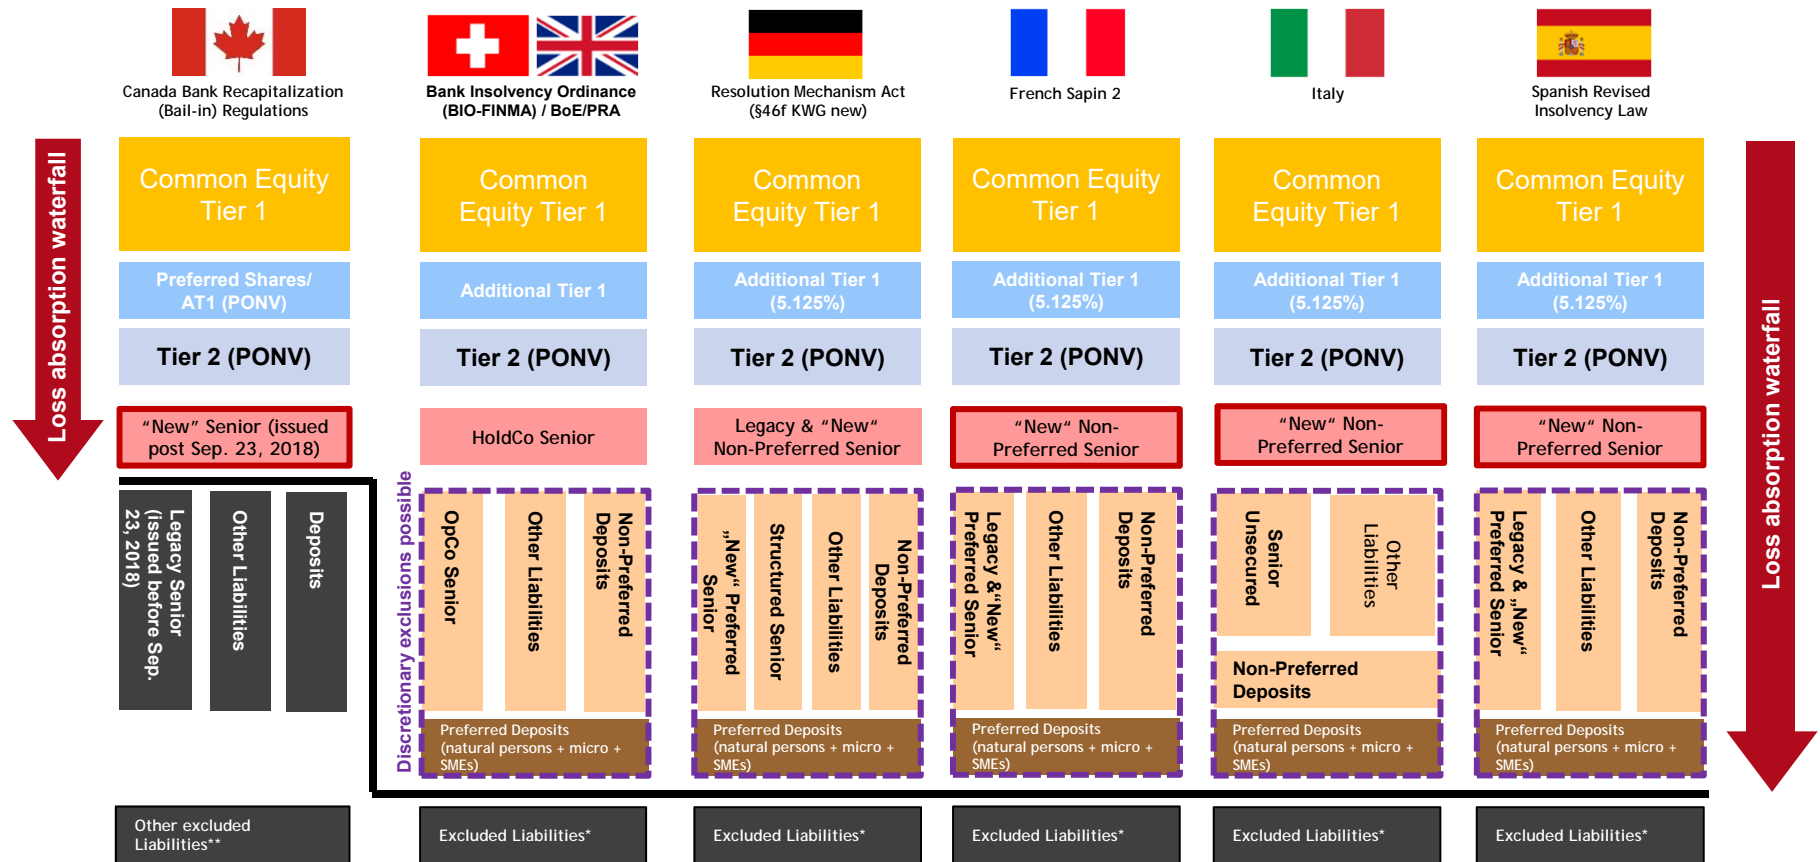 Canada Bank Recapitalization
(Bail-in) Regulations
Bank Insolvency Ordinance
(BIO-FINMA) / BoE/PRA
Resolution Mechanism Act
(§46f KWG new)
French Sapin 2
Italy
Spanish Revised
Insolvency Law
Loss absorption waterfall
Common Equity
Tier 1
Common
Equity Tier 1
Common
Equity Tier 1
Common Equity
Tier 1
Common
Equity Tier 1
Common Equity
Tier 1
Loss absorption waterfall
Preferred Shares/
AT1 (PONV)
Additional Tier 1
Additional Tier 1
(5.125%)
Additional Tier 1
(5.125%)
Additional Tier 1
(5.125%)
Additional Tier 1
(5.125%)
Tier 2 (PONV)
Tier 2 (PONV)
Tier 2 (PONV)
Tier 2 (PONV)
Tier 2 (PONV)
Tier 2 (PONV)
“New” Senior (issued
post Sep. 23, 2018)
HoldCo Senior
Legacy & “New“
Non-Preferred Senior
“New“ Non-
Preferred Senior
“New“ Non-
Preferred Senior
“New“ Non-
Preferred Senior
Legacy Senior
(issued before Sep.
23, 2018)
Other Liabilities
Deposits
Discretionary exclusions possible
OpCo Senior
Other Liabilities
Non-Preferred
Deposits
„New“ Preferred
Senior
Structured Senior
Other Liabilities
Non-Preferred
Deposits
Legacy &“New“
Preferred Senior
Other Liabilities
Non-Preferred
Deposits
Senior
Unsecured
Other
Liabilities
Non-Preferred
Deposits
Legacy & „New“
Preferred Senior
Other Liabilities
Non-Preferred
Deposits
Preferred Deposits
(natural persons + micro +
SMEs)
Preferred Deposits
(natural persons + micro +
SMEs)
Preferred Deposits
(natural persons + micro +
SMEs)
Preferred Deposits
(natural persons + micro +
SMEs)
Preferred Deposits
(natural persons + micro +
SMEs)
Other excluded
Liabilities**
Excluded Liabilities*
Excluded Liabilities*
Excluded Liabilities*
Excluded Liabilities*
Excluded Liabilities*